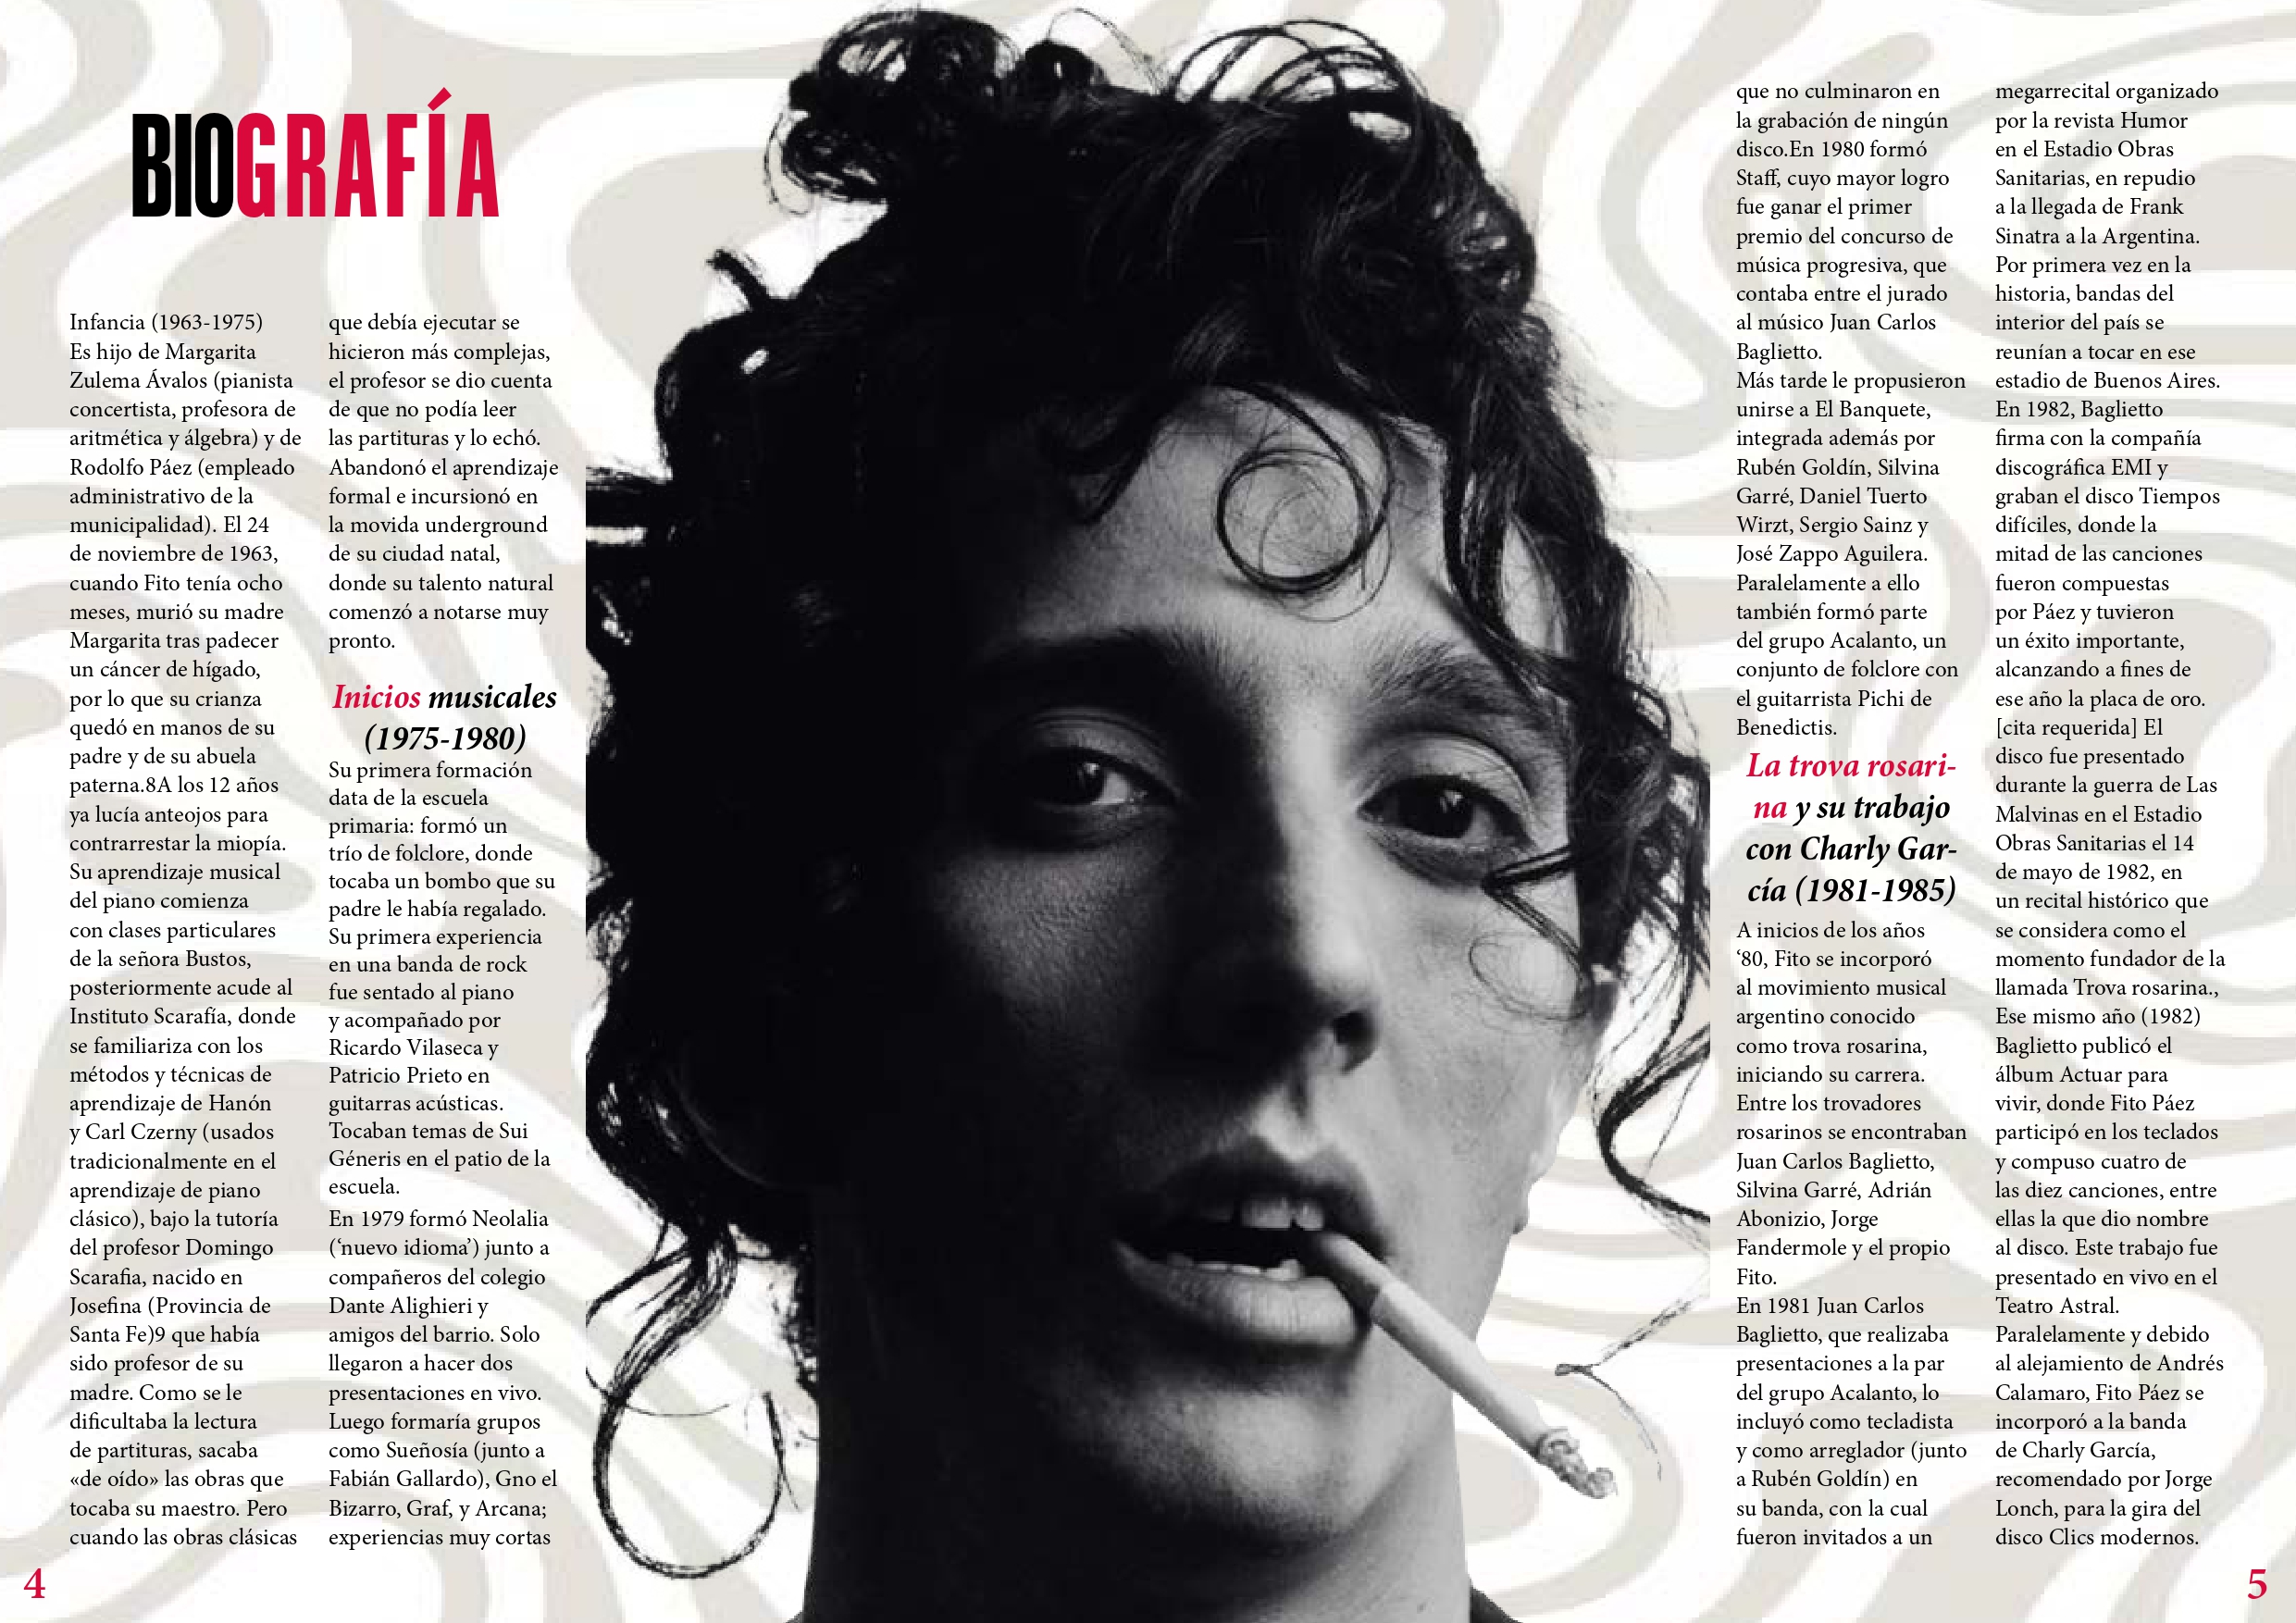 BIOGRAFÍA
Infancia (1963-1975)
Es hijo de Margarita
Zulema Ávalos (pianista
concertista, profesora de
aritmética y álgebra) y de
Rodolfo Páez (empleado
administrativo de la
municipalidad). El 24
de noviembre de 1963,
cuando Fito tenía ocho
meses, murió su madre
Margarita tras padecer
un cáncer de hígado,
por lo que su crianza
quedó en manos de su
padre y de su abuela
paterna.8A los 12 años
ya lucía anteojos para
contrarrestar la miopía.
Su aprendizaje musical
del piano comienza
con clases particulares
de la señora Bustos,
posteriormente acude al
Instituto Scarafía, donde
se familiariza con los
métodos y técnicas de
aprendizaje de Hanón
y Carl Czerny (usados
tradicionalmente en el
aprendizaje de piano
clásico), bajo la tutoría
del profesor Domingo
Scarafia, nacido en
Josefina (Provincia de
Santa Fe)9 que había
sido profesor de su
madre. Como se le
dificultaba la lectura
de partituras, sacaba
«de oído» las obras que
tocaba su maestro. Pero
cuando las obras clásicas
que debía ejecutar se
hicieron más complejas,
el profesor se dio cuenta
de que no podía leer
las partituras y lo echó.
Abandonó el aprendizaje
formal e incursionó en
la movida underground
de su ciudad natal,
donde su talento natural
comenzó a notarse muy
pronto.
Inicios musicales
(1975-1980)
Su primera formación
data de la escuela
primaria: formó un
trío de folclore, donde
tocaba un bombo que su
padre le había regalado.
Su primera experiencia
en una banda de rock
fue sentado al piano
y acompañado por
Ricardo Vilaseca y
Patricio Prieto en
guitarras acústicas.
Tocaban temas de Sui
Géneris en el patio de la
escuela.
En 1979 formó Neolalia
(‘nuevo idioma’) junto a
compañeros del colegio
Dante Alighieri y
amigos del barrio. Solo
llegaron a hacer dos
presentaciones en vivo.
Luego formaría grupos
como Sueñosía (junto a
Fabián Gallardo), Gno el
Bizarro, Graf, y Arcana;
experiencias muy cortas
4
que no culminaron en
la grabación de ningún
disco.En 1980 formó
Staff, cuyo mayor logro
fue ganar el primer
premio del concurso de
música progresiva, que
contaba entre el jurado
al músico Juan Carlos
Baglietto.
Más tarde le propusieron
unirse a El Banquete,
integrada además por
Rubén Goldín, Silvina
Garré, Daniel Tuerto
Wirzt, Sergio Sainz y
José Zappo Aguilera.
Paralelamente a ello
también formó parte
del grupo Acalanto, un
conjunto de folclore con
el guitarrista Pichi de
Benedictis.
La trova rosari-
na y su trabajo
con Charly Gar-
cía (1981-1985)
A inicios de los años
‘80, Fito se incorporó
al movimiento musical
argentino conocido
como trova rosarina,
iniciando su carrera.
Entre los trovadores
rosarinos se encontraban
Juan Carlos Baglietto,
Silvina Garré, Adrián
Abonizio, Jorge
Fandermole y el propio
Fito.
En 1981 Juan Carlos
Baglietto, que realizaba
presentaciones a la par
del grupo Acalanto, lo
incluyó como tecladista
y como arreglador (junto
a Rubén Goldín) en
su banda, con la cual
fueron invitados a un
megarrecital organizado
por la revista Humor
en el Estadio Obras
Sanitarias, en repudio
a la llegada de Frank
Sinatra a la Argentina.
Por primera vez en la
historia, bandas del
interior del país se
reunían a tocar en ese
estadio de Buenos Aires.
En 1982, Baglietto
firma con la compañía
discográfica EMI y
graban el disco Tiempos
difíciles, donde la
mitad de las canciones
fueron compuestas
por Páez y tuvieron
un éxito importante,
alcanzando a fines de
ese año la placa de oro.
[cita requerida] El
disco fue presentado
durante la guerra de Las
Malvinas en el Estadio
Obras Sanitarias el 14
de mayo de 1982, en
un recital histórico que
se considera como el
momento fundador de la
llamada Trova rosarina.,
Ese mismo año (1982)
Baglietto publicó el
álbum Actuar para
vivir, donde Fito Páez
participó en los teclados
y compuso cuatro de
las diez canciones, entre
ellas la que dio nombre
al disco. Este trabajo fue
presentado en vivo en el
Teatro Astral.
Paralelamente y debido
al alejamiento de Andrés
Calamaro, Fito Páez se
incorporó a la banda
de Charly García,
recomendado por Jorge
Lonch, para la gira del
disco Clics modernos.
5